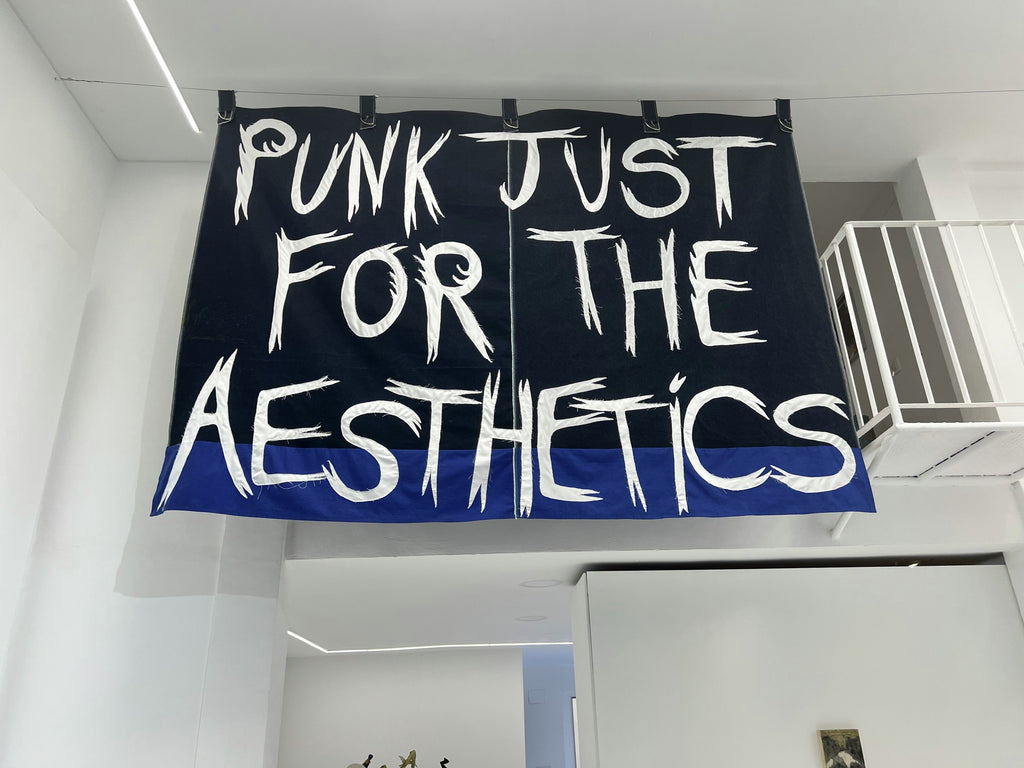 PUNK JUST
FOR THE
AESTHETiCS